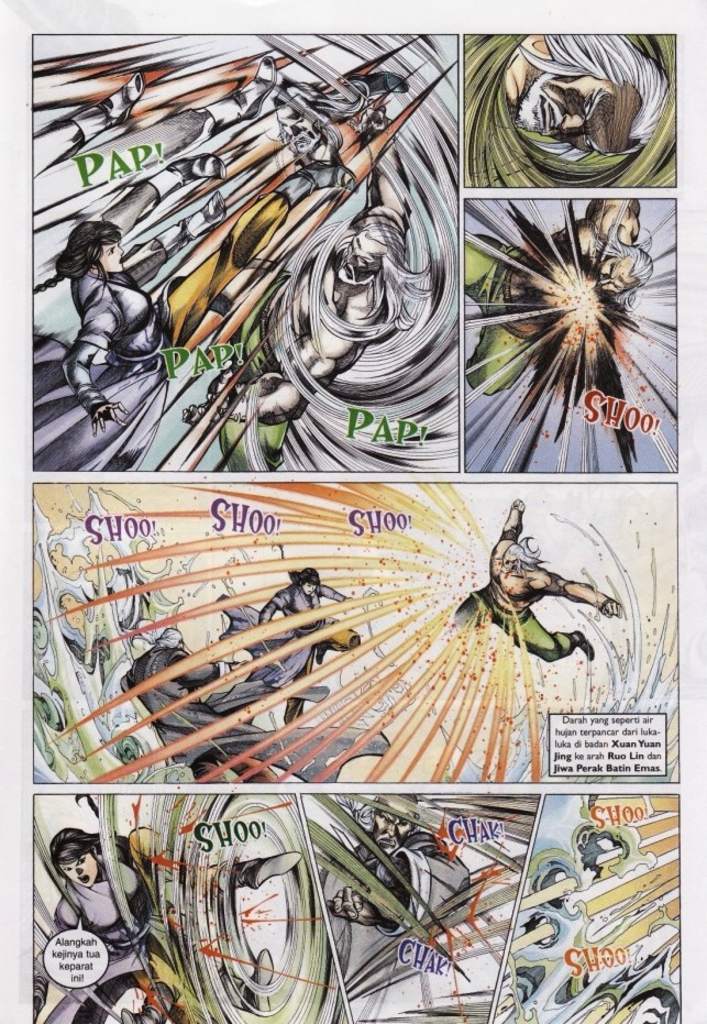 PAP!
PAP!
PAP!
SHOO!
SHOO!
SHOO!
SHOO!
Darah yang seperti air
hujan terpancar dari luka-
luka di badan Xuan Yuan
Jing ke arah Ruo Lin dan
Jiwa Perak Batin Emas.
SHOO!
Alangkah
kejinya tua
keparat
ini!
CHAK!
CHAK!
SHOO!
SHOO!